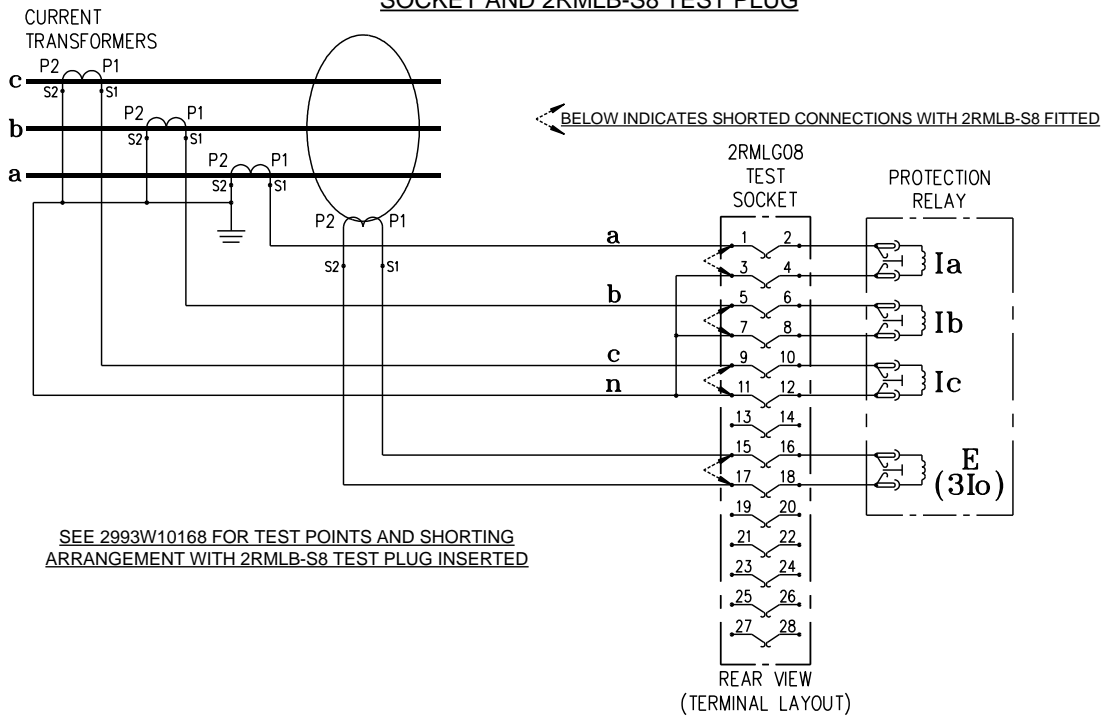 SOCKET AND 2RMLB-S8 TEST PLUG
CURRENT
TRANSFORMERS
P2 P1
c
S2 S1
P2 P1
b
S2 S1
P2 P1
a
S2 S1
BELOW INDICATES SHORTED CONNECTIONS WITH 2RMLB-S8 FITTED
2RMLG08
TEST
SOCKET
PROTECTION
RELAY
P2 P1
S2 S1
a 1 2
3 4
Ia
b 5 6
7 8
Ib
c 9 10
n 11 12
Ic
13 14
15 16
17 18
E
(3Io)
19 20
21 22
23 24
25 26
27 28
SEE 2993W10168 FOR TEST POINTS AND SHORTING
ARRANGEMENT WITH 2RMLB-S8 TEST PLUG INSERTED
REAR VIEW
(TERMINAL LAYOUT)